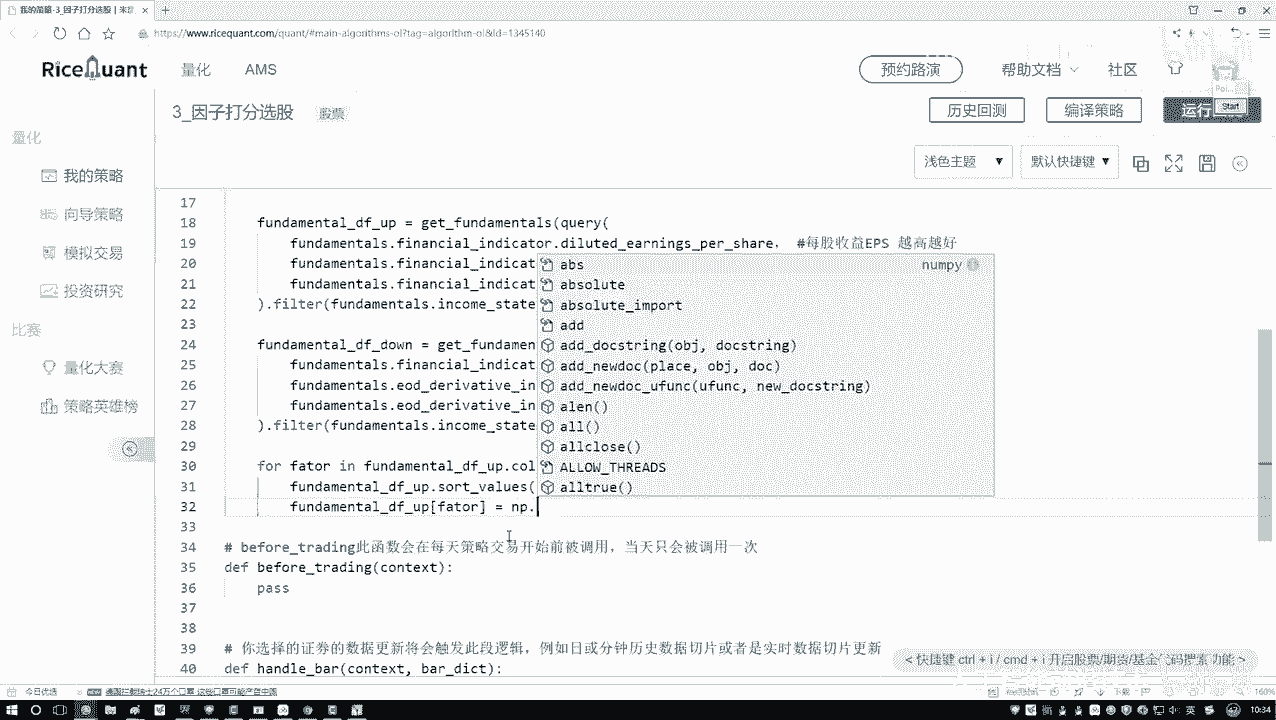 我的策略-3_因子打分选股 |
https://www.ricequant.com/quant/#main-algorithms-ol?tag=algorithm-ol&id=1345140
RiceQuant 量化 AMS 预约路演 帮助文档 社区
3_因子打分选股 股票 历史回测 编译策略 运行 Start
量化
浅色主题 ▼ 默认快捷键 ▼
我的策略
向导策略
模拟交易
投资研究
比赛
量化大赛
策略英雄榜
17
18 fundamental_df_up = get_fundamentals(query(
19 fundamentals.financial_indicator.diluted_earnings_per_share, #每股收益EPS 越高越好
20 fundamentals.financial_indicat
21 fundamentals.financial_indicat
22 ).filter(fundamentals.income_state
23
24 fundamental_df_down = get_fundamen
25 fundamentals.financial_indicat
26 fundamentals.eod_derivative_in
27 fundamentals.eod_derivative_in
28 ).filter(fundamentals.income_state
29
30 for fator in fundamental_df_up.col
31 fundamental_df_up.sort_values(
32 fundamental_df_up[fator] = np.
abs numpy
absolute
absolute_import
add
add_docstring(obj, docstring)
add_newdoc(place, obj, doc)
add_newdoc_ufunc(ufunc, new_docstring)
alen()
all()
allclose()
ALLOW_THREADS
alltrue()
33
34 # before_trading此函数会在每天策略交易开始前被调用，当天只会被调用一次
35 def before_trading(context):
36 pass
37
38
39 # 你选择的证券的数据更新将会触发此段逻辑，例如日或分钟历史数据切片或者是实时数据切片更新
40 def handle_bar(context, bar_dict):
< 快捷键 ctrl + i / cmd + i 开启股票/期货/基金代码搜索功能 >
今日优选
160%
英
10:34